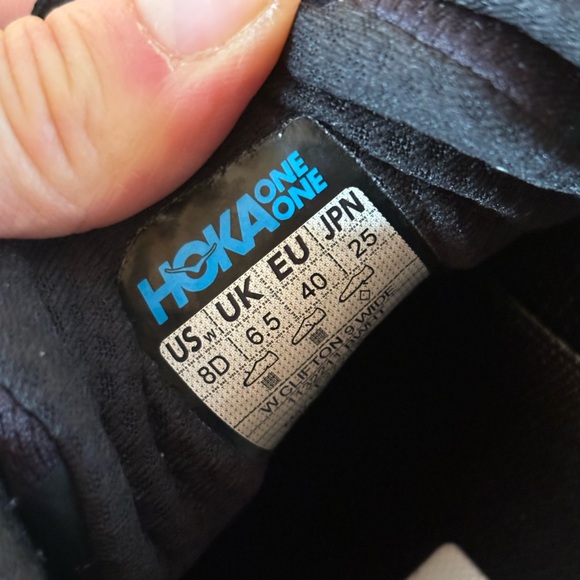 HOKA ONE ONE
US w | UK | EU | JPN
8D | 6.5 | 40 | 25
W CLIFTON 9 WIDE